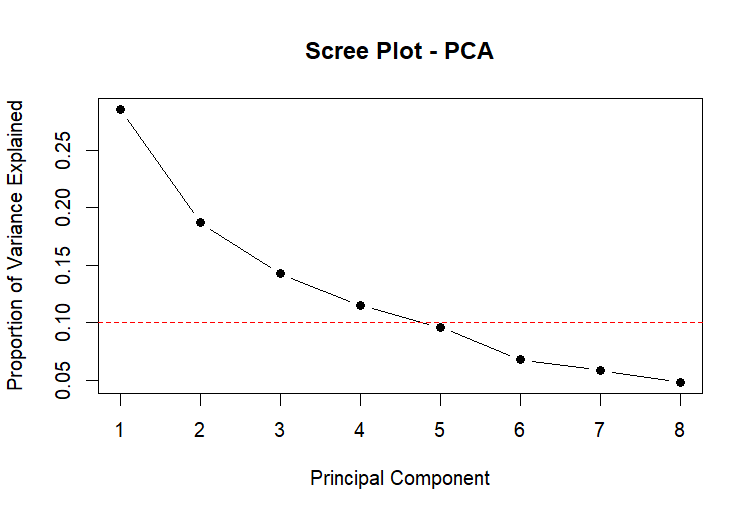 Scree Plot - PCA
Proportion of Variance Explained
0.25
0.20
0.15
0.10
0.05
1 2 3 4 5 6 7 8
Principal Component